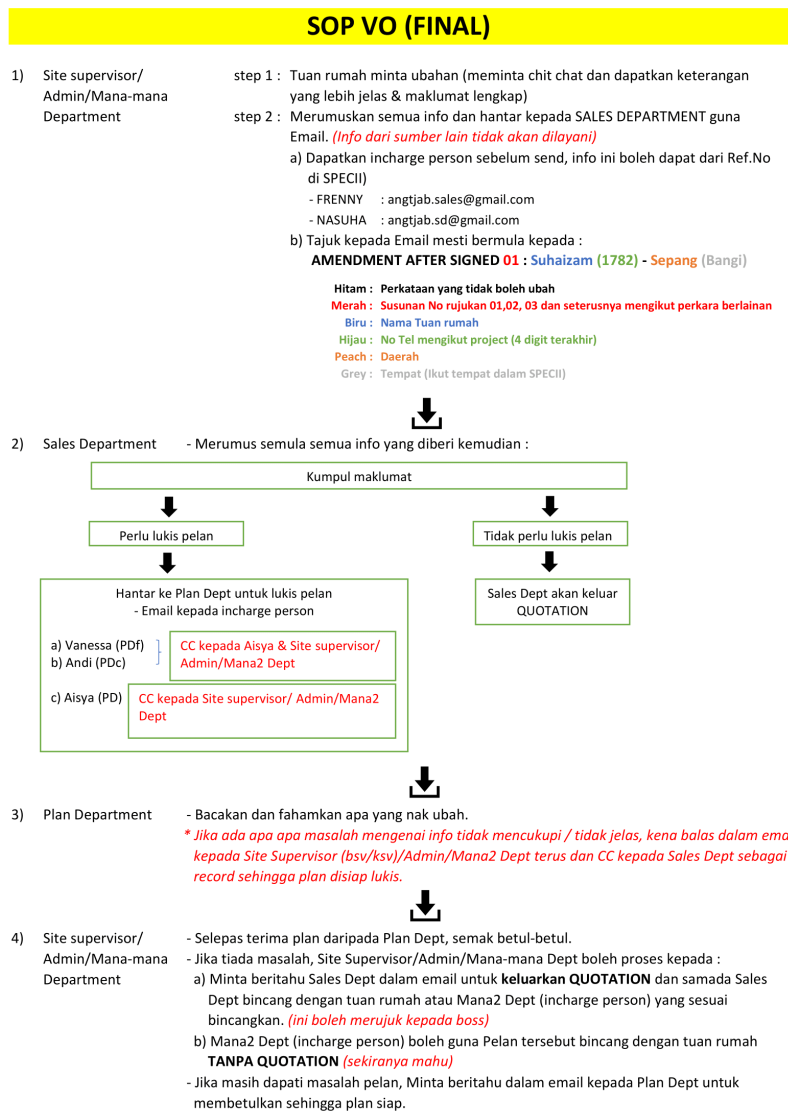 SOP VO (FINAL)
1) Site supervisor/ step 1 : Tuan rumah minta ubahan (meminta chit chat dan dapatkan keterangan
Admin/Mana-mana yang lebih jelas & maklumat lengkap)
Department step 2 : Merumuskan semua info dan hantar kepada SALES DEPARTMENT guna
Email. (Info dari sumber lain tidak akan dilayani)
a) Dapatkan incharge person sebelum send, info ini boleh dapat dari Ref.No
di SPECII)
- FRENNY : angtjab.sales@gmail.com
- NASUHA : angtjab.sd@gmail.com
b) Tajuk kepada Email mesti bermula kepada :
AMENDMENT AFTER SIGNED 01 : Suhaizam (1782) - Sepang (Bangi)
Hitam : Perkataan yang tidak boleh ubah
Merah : Susunan No rujukan 01,02, 03 dan seterusnya mengikut perkara berlainan
Biru : Nama Tuan rumah
Hijau : No Tel mengikut project (4 digit terakhir)
Peach : Daerah
Grey : Tempat (Ikut tempat dalam SPECII)
2) Sales Department - Merumus semula semua info yang diberi kemudian :
Kumpul maklumat
Perlu lukis pelan Tidak perlu lukis pelan
Hantar ke Plan Dept untuk lukis pelan
- Email kepada incharge person
Sales Dept akan keluar
QUOTATION
a) Vanessa (PDf) CC kepada Aisya & Site supervisor/
b) Andi (PDc) Admin/Mana2 Dept
c) Aisya (PD) CC kepada Site supervisor/ Admin/Mana2
Dept
3) Plan Department - Bacakan dan fahamkan apa yang nak ubah.
* Jika ada apa apa masalah mengenai info tidak mencukupi / tidak jelas, kena balas dalam ema
kepada Site Supervisor (bsv/ksv)/Admin/Mana2 Dept terus dan CC kepada Sales Dept sebagai
record sehingga plan disiap lukis.
4) Site supervisor/ - Selepas terima plan daripada Plan Dept, semak betul-betul.
Admin/Mana-mana - Jika tiada masalah, Site Supervisor/Admin/Mana-mana Dept boleh proses kepada :
Department a) Minta beritahu Sales Dept dalam email untuk keluarkan QUOTATION dan samada Sales
Dept bincang dengan tuan rumah atau Mana2 Dept (incharge person) yang sesuai
bincangkan. (ini boleh merujuk kepada boss)
b) Mana2 Dept (incharge person) boleh guna Pelan tersebut bincang dengan tuan rumah
TANPA QUOTATION (sekiranya mahu)
- Jika masih dapati masalah pelan, Minta beritahu dalam email kepada Plan Dept untuk
membetulkan sehingga plan siap.